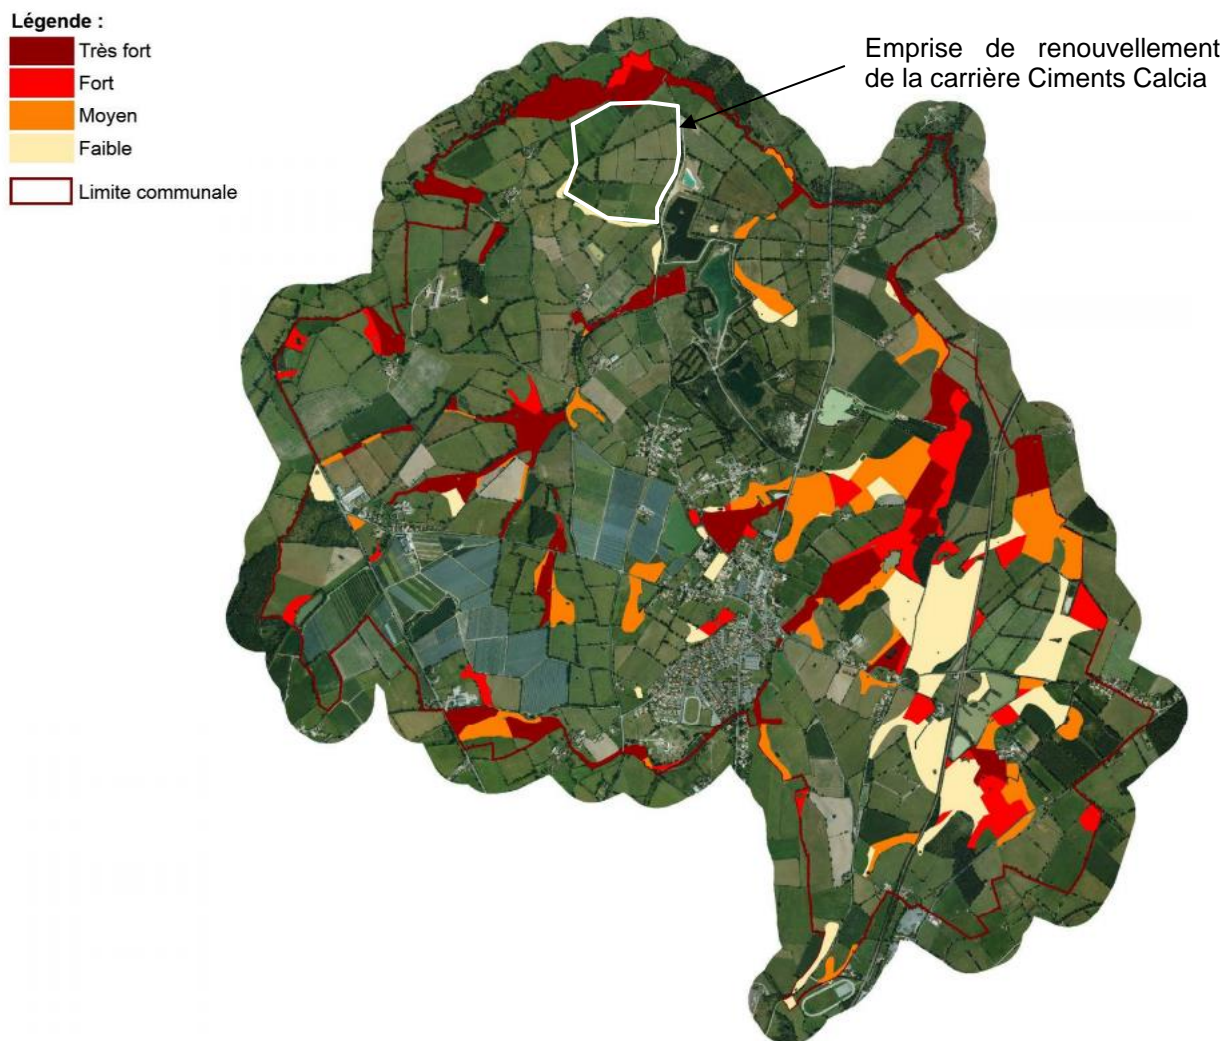 Légende :
Très fort
Fort
Moyen
Faible
Limite communale
Emprise de renouvellement
de la carrière Ciments Calcia